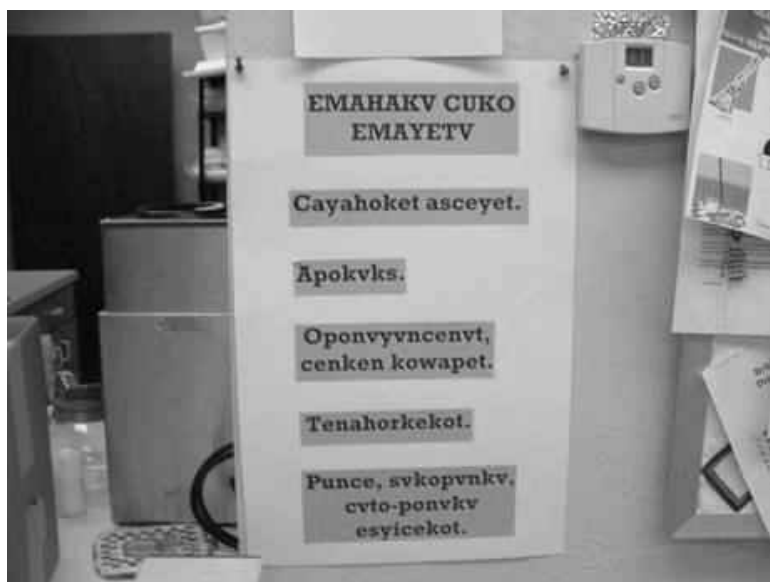 EMAHAKV CUKO
EMAYETV
Cayahoket asceyet.
Apokvks.
Oponvyvncenvt,
cenken kowapet.
Tenahorkekot.
Punce, svkopvnkv,
cvto-ponvkv
esyicekot.